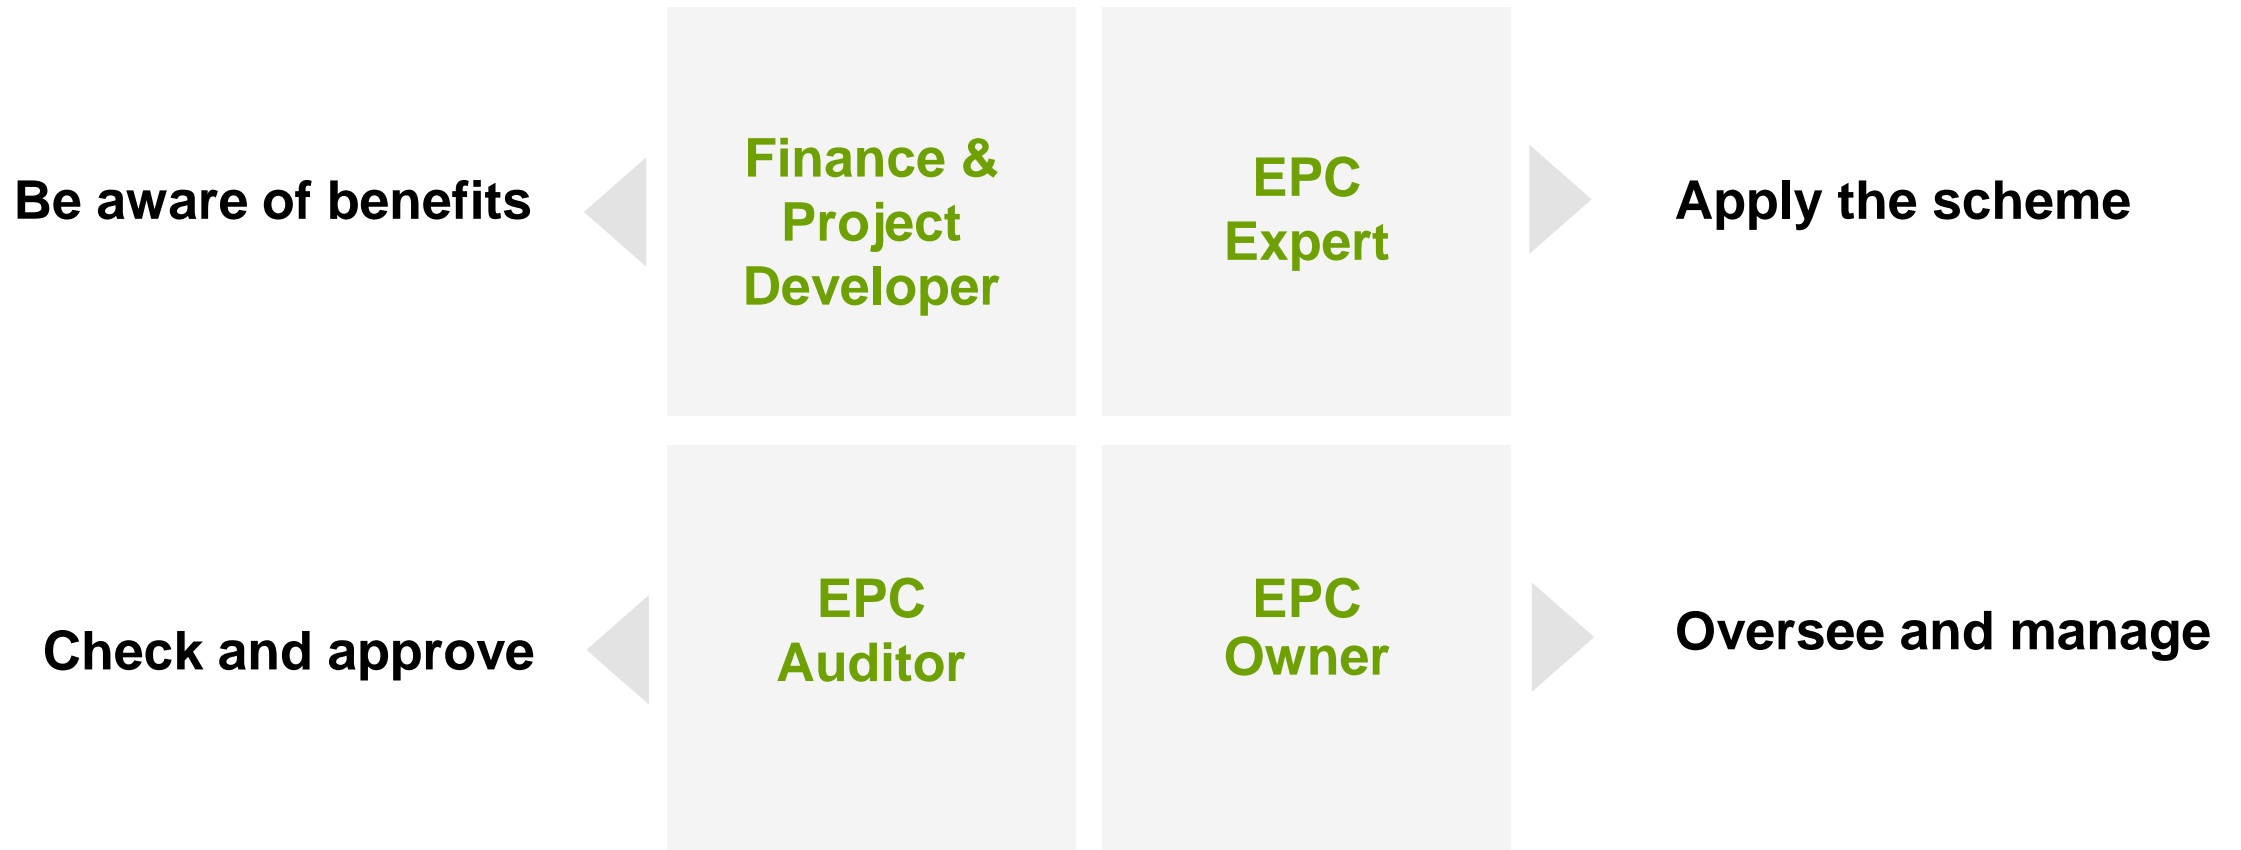 Be aware of benefits
Finance &
Project
Developer
EPC
Expert
Apply the scheme
Check and approve
EPC
Auditor
EPC
Owner
Oversee and manage